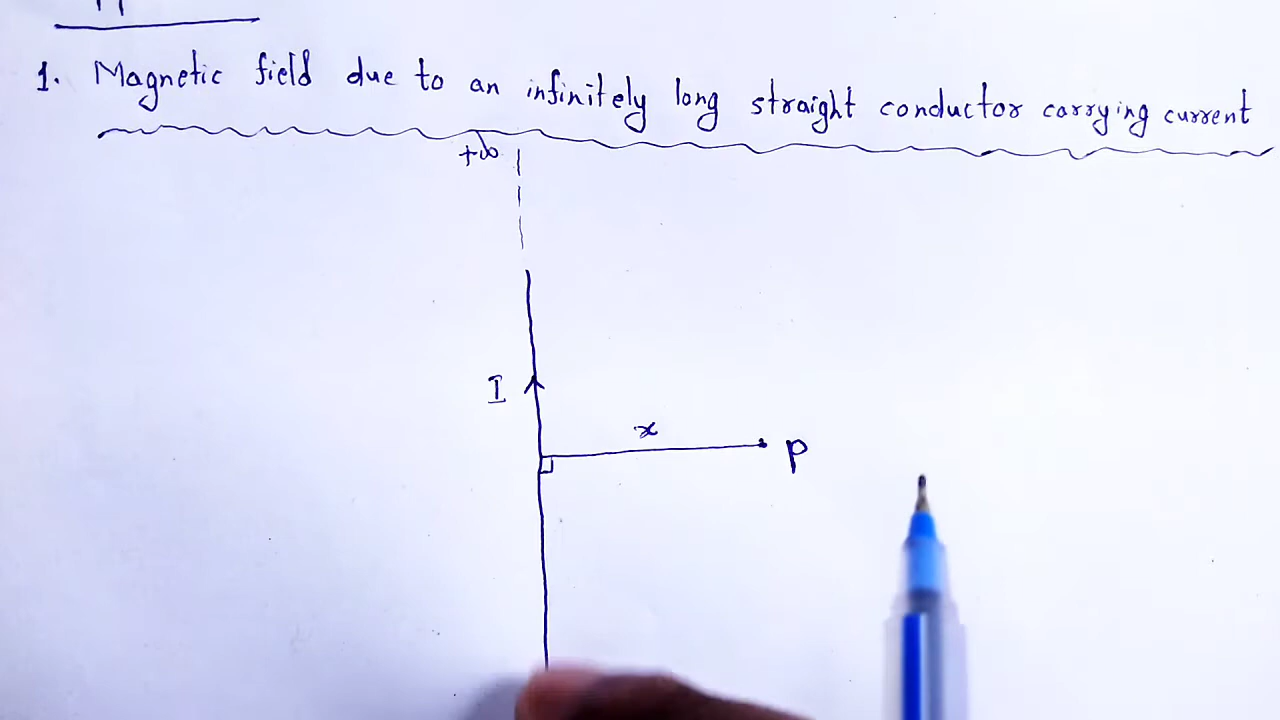 1. Magnetic field due to an infinitely long straight conductor carrying current
+∞
I
x
P